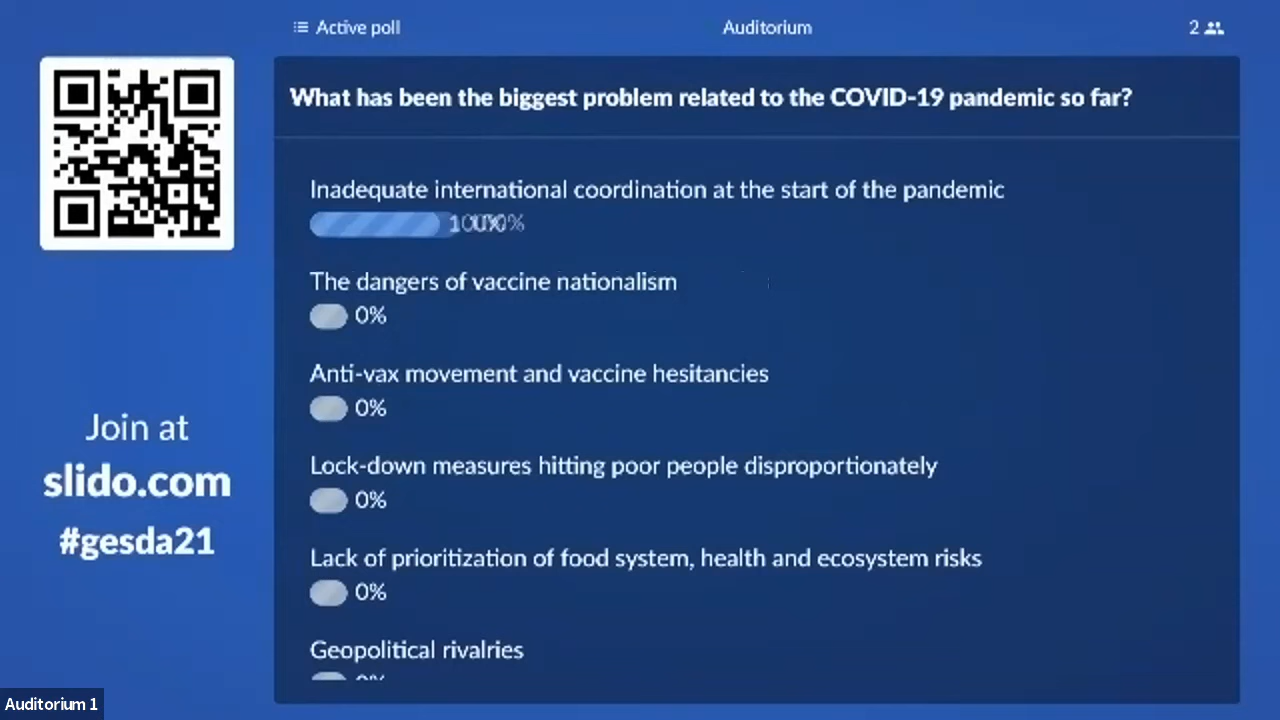 Active poll
Auditorium
2
What has been the biggest problem related to the COVID-19 pandemic so far?
Inadequate international coordination at the start of the pandemic
The dangers of vaccine nationalism
0%
Anti-vax movement and vaccine hesitancies
0%
Lock-down measures hitting poor people disproportionately
0%
Lack of prioritization of food system, health and ecosystem risks
0%
Geopolitical rivalries
Join at
slido.com
#gesda21
Auditorium 1